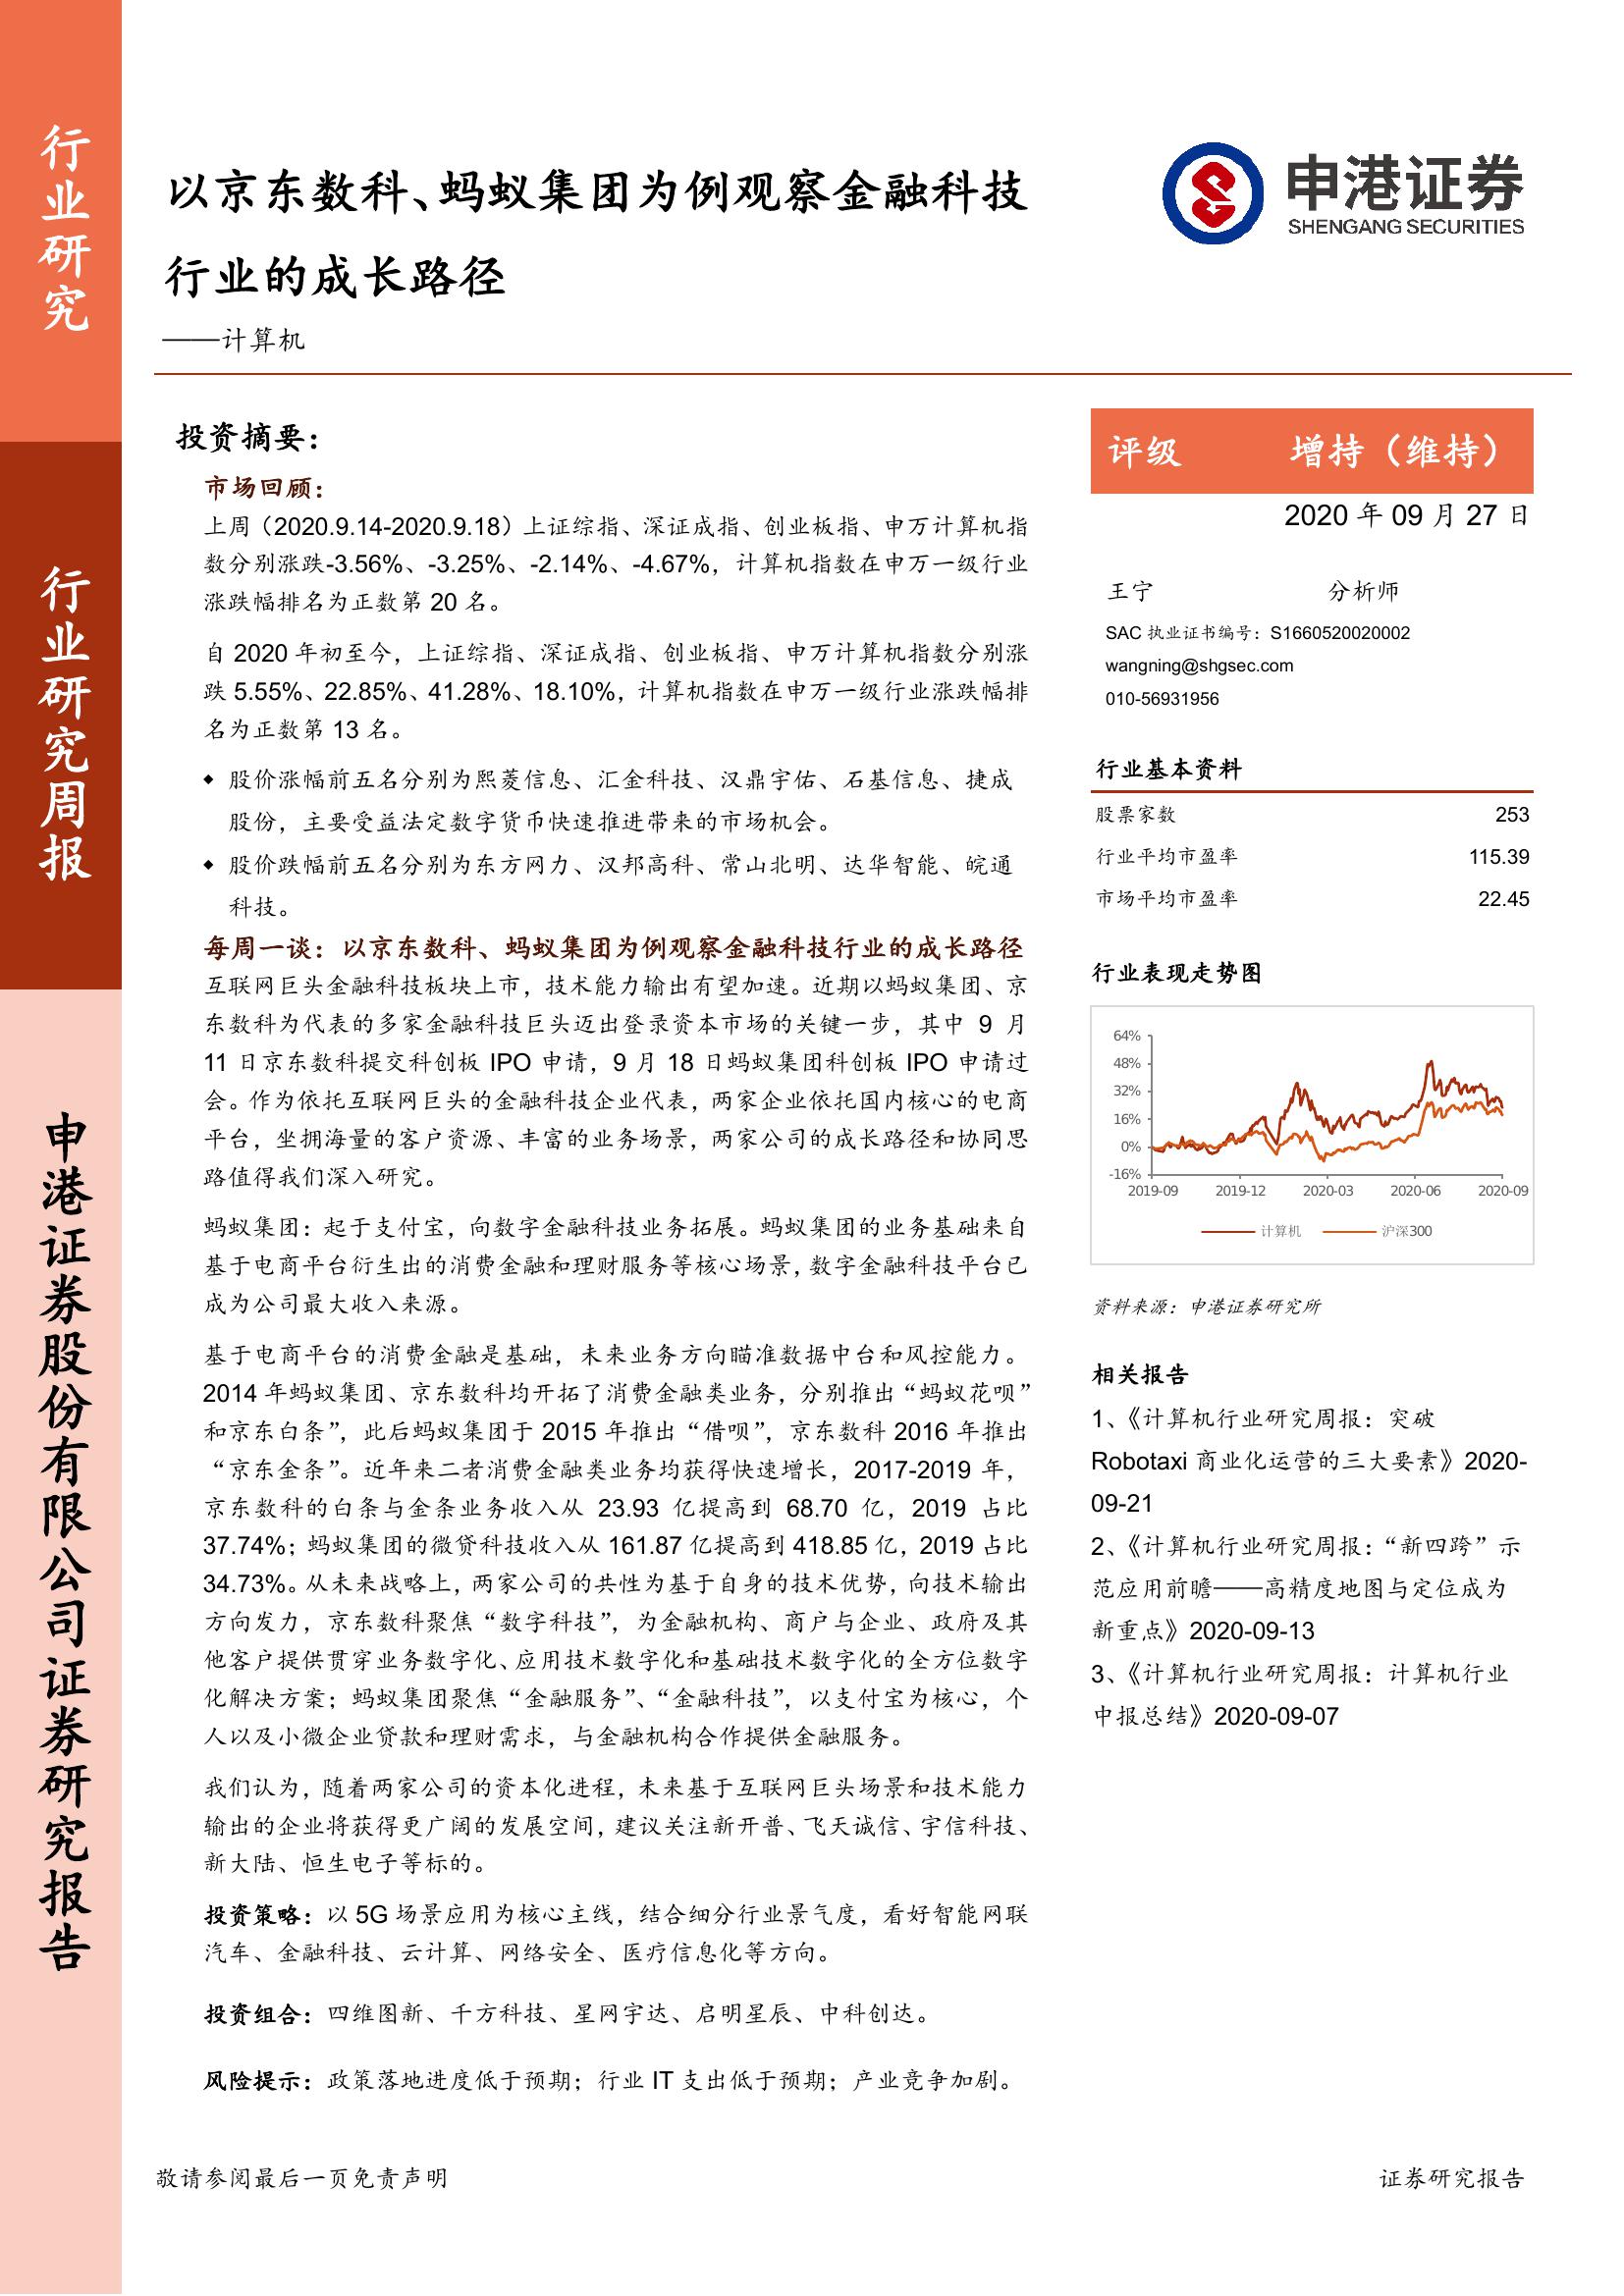 行业研究
行业研究周报
申港证券股份有限公司证券研究报告
以京东数科、蚂蚁集团为例观察金融科技
行业的成长路径
——计算机
申港证券
SHENGANG SECURITIES
投资摘要：
市场回顾：
上周（2020.9.14-2020.9.18）上证综指、深证成指、创业板指、申万计算机指
数分别涨跌-3.56%、-3.25%、-2.14%、-4.67%，计算机指数在申万一级行业
涨跌幅排名为正数第 20 名。
自 2020 年初至今，上证综指、深证成指、创业板指、申万计算机指数分别涨
跌 5.55%、22.85%、41.28%、18.10%，计算机指数在申万一级行业涨跌幅排
名为正数第 13 名。
◆ 股价涨幅前五名分别为熙菱信息、汇金科技、汉鼎宇佑、石基信息、捷成
股份，主要受益法定数字货币快速推进带来的市场机会。
◆ 股价跌幅前五名分别为东方网力、汉邦高科、常山北明、达华智能、皖通
科技。
每周一谈：以京东数科、蚂蚁集团为例观察金融科技行业的成长路径
互联网巨头金融科技板块上市，技术能力输出有望加速。近期以蚂蚁集团、京
东数科为代表的多家金融科技巨头迈出登录资本市场的关键一步，其中 9 月
11 日京东数科提交科创板 IPO 申请，9 月 18 日蚂蚁集团科创板 IPO 申请过
会。作为依托互联网巨头的金融科技企业代表，两家企业依托国内核心的电商
平台，坐拥海量的客户资源、丰富的业务场景，两家公司的成长路径和协同思
路值得我们深入研究。
蚂蚁集团：起于支付宝，向数字金融科技业务拓展。蚂蚁集团的业务基础来自
基于电商平台衍生出的消费金融和理财服务等核心场景，数字金融科技平台已
成为公司最大收入来源。
基于电商平台的消费金融是基础，未来业务方向瞄准数据中台和风控能力。
2014 年蚂蚁集团、京东数科均开拓了消费金融类业务，分别推出“蚂蚁花呗”
和京东白条”，此后蚂蚁集团于 2015 年推出“借呗”，京东数科 2016 年推出
“京东金条”。近年来二者消费金融类业务均获得快速增长，2017-2019 年，
京东数科的白条与金条业务收入从 23.93 亿提高到 68.70 亿，2019 占比
37.74%；蚂蚁集团的微贷科技收入从 161.87 亿提高到 418.85 亿，2019 占比
34.73%。从未来战略上，两家公司的共性为基于自身的技术优势，向技术输出
方向发力，京东数科聚焦“数字科技”，为金融机构、商户与企业、政府及其
他客户提供贯穿业务数字化、应用技术数字化和基础技术数字化的全方位数字
化解决方案；蚂蚁集团聚焦“金融服务”、“金融科技”，以支付宝为核心，个
人以及小微企业贷款和理财需求，与金融机构合作提供金融服务。
我们认为，随着两家公司的资本化进程，未来基于互联网巨头场景和技术能力
输出的企业将获得更广阔的发展空间，建议关注新开普、飞天诚信、宇信科技、
新大陆、恒生电子等标的。
投资策略：以 5G 场景应用为核心主线，结合细分行业景气度，看好智能网联
汽车、金融科技、云计算、网络安全、医疗信息化等方向。
投资组合：四维图新、千方科技、星网宇达、启明星辰、中科创达。
风险提示：政策落地进度低于预期；行业 IT 支出低于预期；产业竞争加剧。
评级 增持（维持）
2020 年 09 月 27 日
王宁 分析师
SAC 执业证书编号：S1660520020002
wangning@shgsec.com
010-56931956
行业基本资料
股票家数 253
行业平均市盈率 115.39
市场平均市盈率 22.45
行业表现走势图
64%
48%
32%
16%
0%
-16%
2019-09 2019-12 2020-03 2020-06 2020-09
计算机 沪深300
资料来源：申港证券研究所
相关报告
1、《计算机行业研究周报：突破
Robotaxi 商业化运营的三大要素》2020-
09-21
2、《计算机行业研究周报：“新四跨”示
范应用前瞻——高精度地图与定位成为
新重点》2020-09-13
3、《计算机行业研究周报：计算机行业
中报总结》2020-09-07
敬请参阅最后一页免责声明 证券研究报告